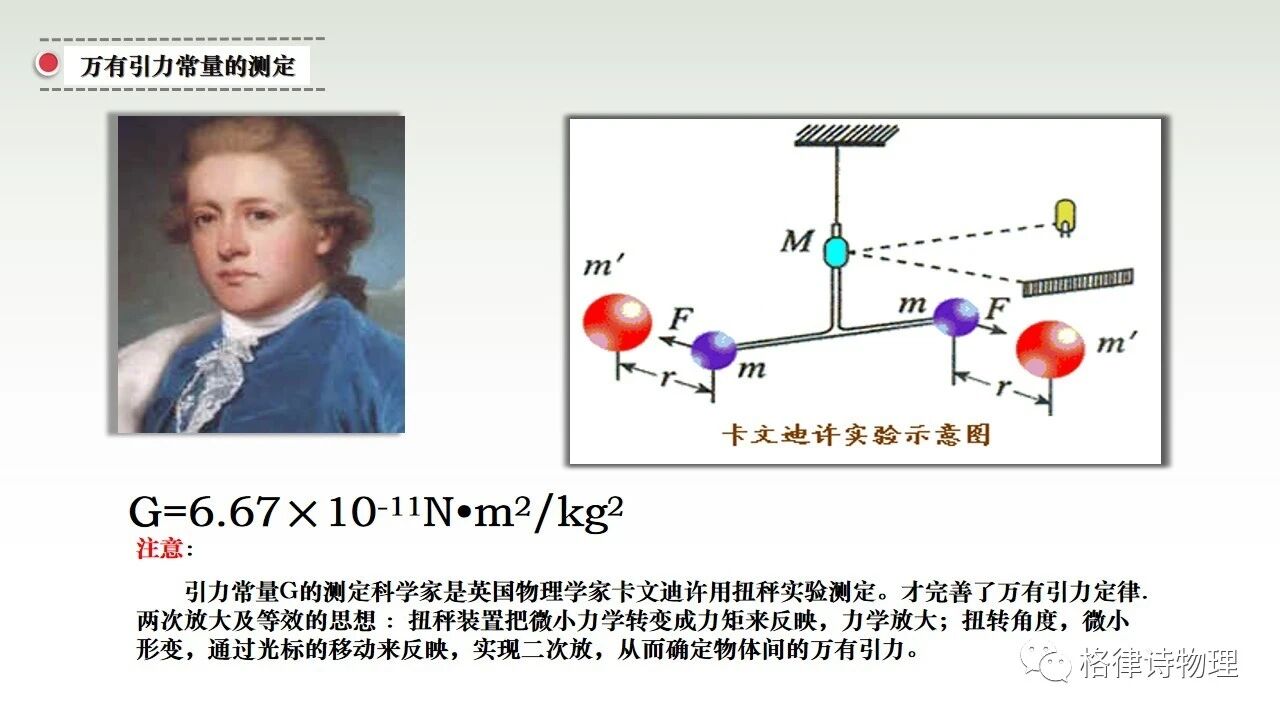 万有引力常量的测定
M
m′
F
m
r
m
F
m′
r
卡文迪许实验示意图
G=6.67×10⁻¹¹N•m²/kg²
注意：
引力常量G的测定科学家是英国物理学家卡文迪许用扭秤实验测定。才完善了万有引力定律.
两次放大及等效的思想：扭秤装置把微小力学转变成力矩来反映，力学放大；扭转角度，微小
形变，通过光标的移动来反映，实现二次放，从而确定物体间的万有引力。
格律诗物理